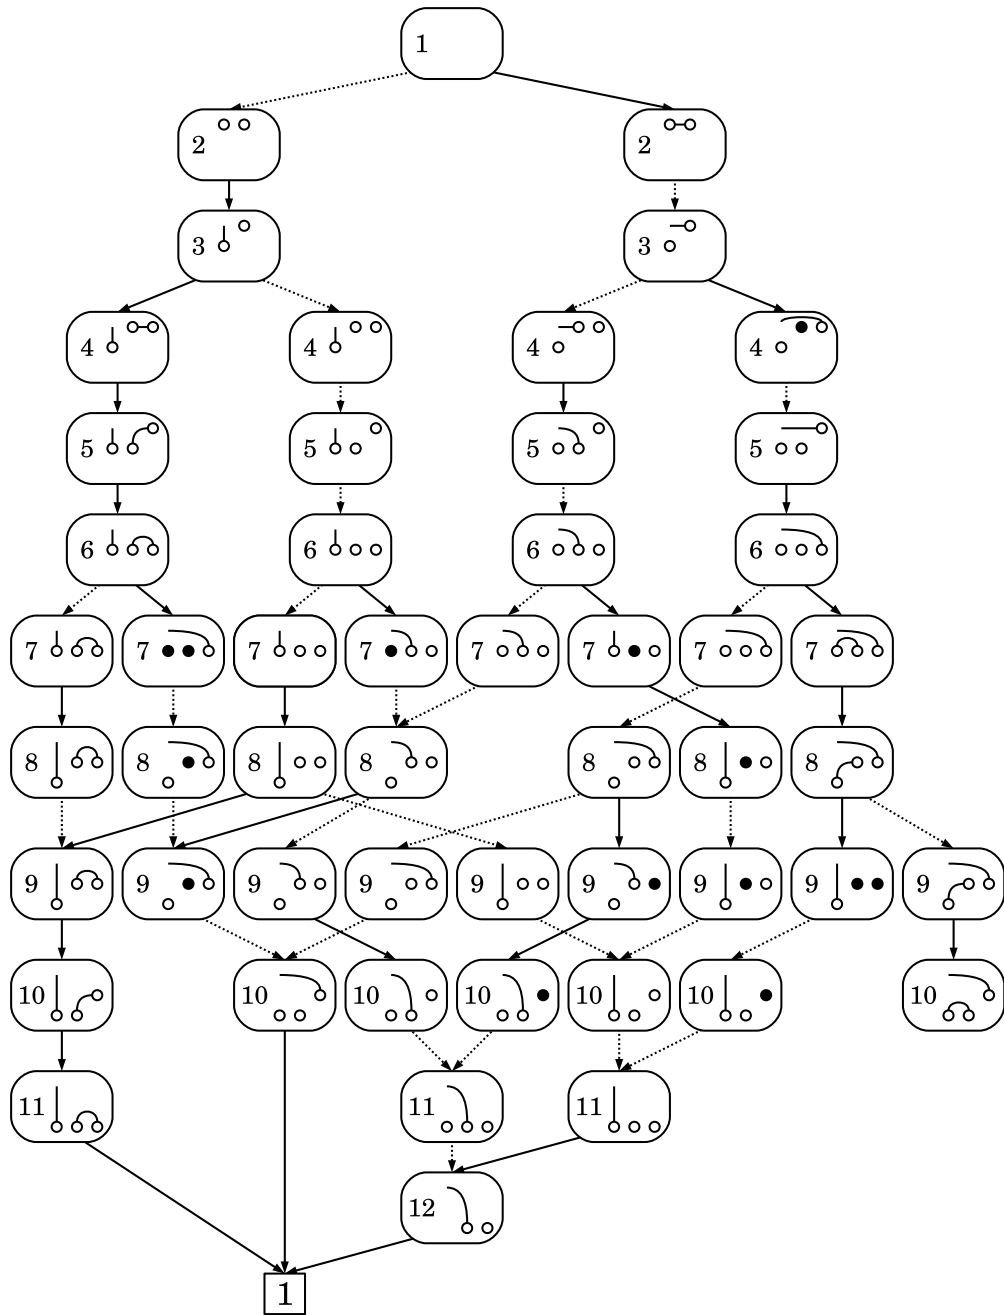 1
2 2
3 3
4 4 4 4
5 5 5 5
6 6 6 6
7 7 7 7 7 7 7 7
8 8 8 8 8 8 8
9 9 9 9 9 9 9 9 9
10 10 10 10 10 10 10
11 11 11
12
1